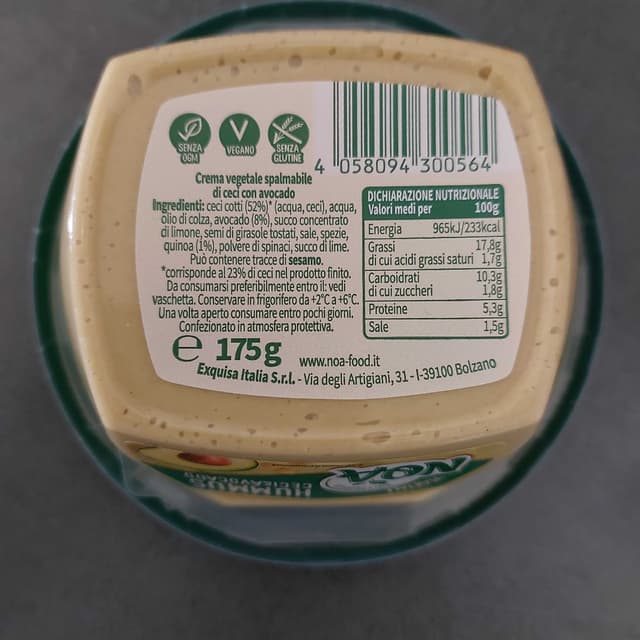 SENZA
OGM
VEGANO
SENZA
GLUTINE
4 058094 300564
Crema vegetale spalmabile
di ceci con avocado
Ingredienti: ceci cotti (52%)* (acqua, ceci), acqua,
olio di colza, avocado (8%), succo concentrato
di limone, semi di girasole tostati, sale, spezie,
quinoa (1%), polvere di spinaci, succo di lime.
Può contenere tracce di sesamo.
*corrisponde al 23% di ceci nel prodotto finito.
Da consumarsi preferibilmente entro il: vedi
vaschetta. Conservare in frigorifero da +2°C a +6°C.
Una volta aperto consumare entro pochi giorni.
Confezionato in atmosfera protettiva.
DICHIARAZIONE NUTRIZIONALE
Valori medi per 100g
Energia 965kJ/233kcal
Grassi 17,8g
di cui acidi grassi saturi 1,7g
Carboidrati 10,3g
di cui zuccheri 1,8g
Proteine 5,3g
Sale 1,5g
e 175g www.noa-food.it
Exquisa Italia S.r.l. - Via degli Artigiani, 31 - I-39100 Bolzano
NOA
HUMMUS
CECI&AVOCADO